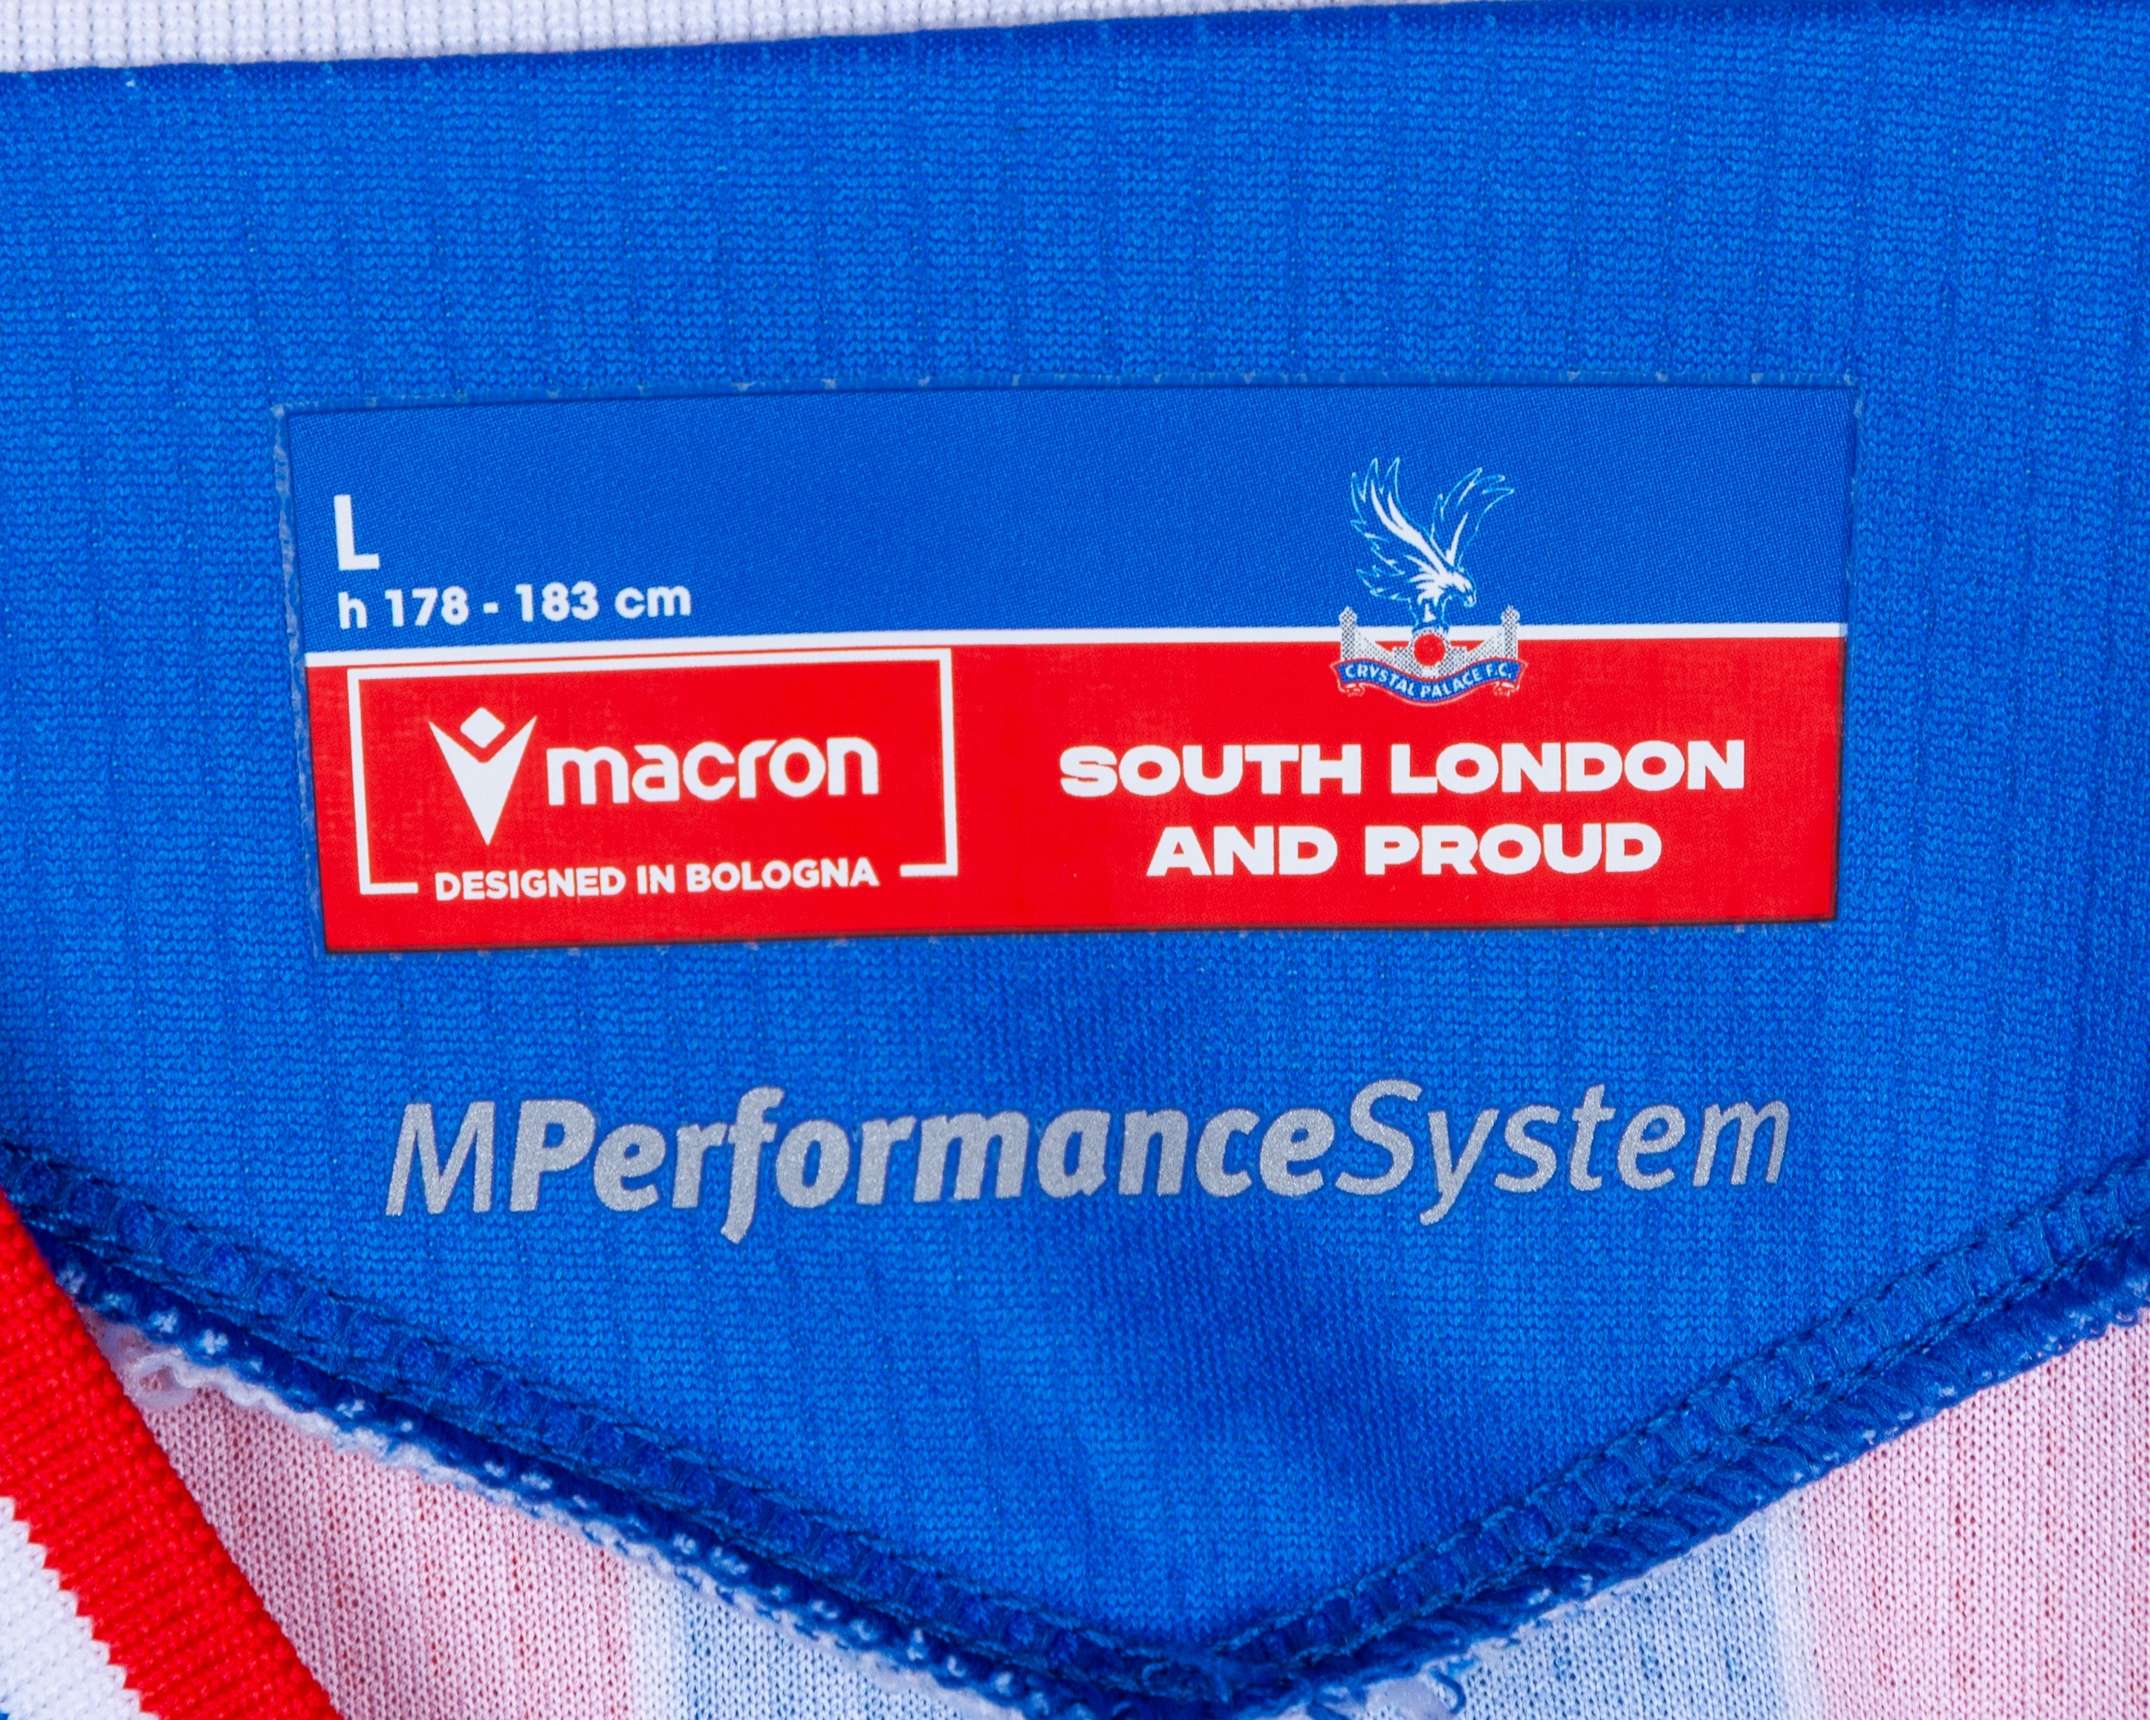 L
h 178 - 183 cm
CRYSTAL PALACE F.C.
macron
DESIGNED IN BOLOGNA
SOUTH LONDON
AND PROUD
MPerformanceSystem